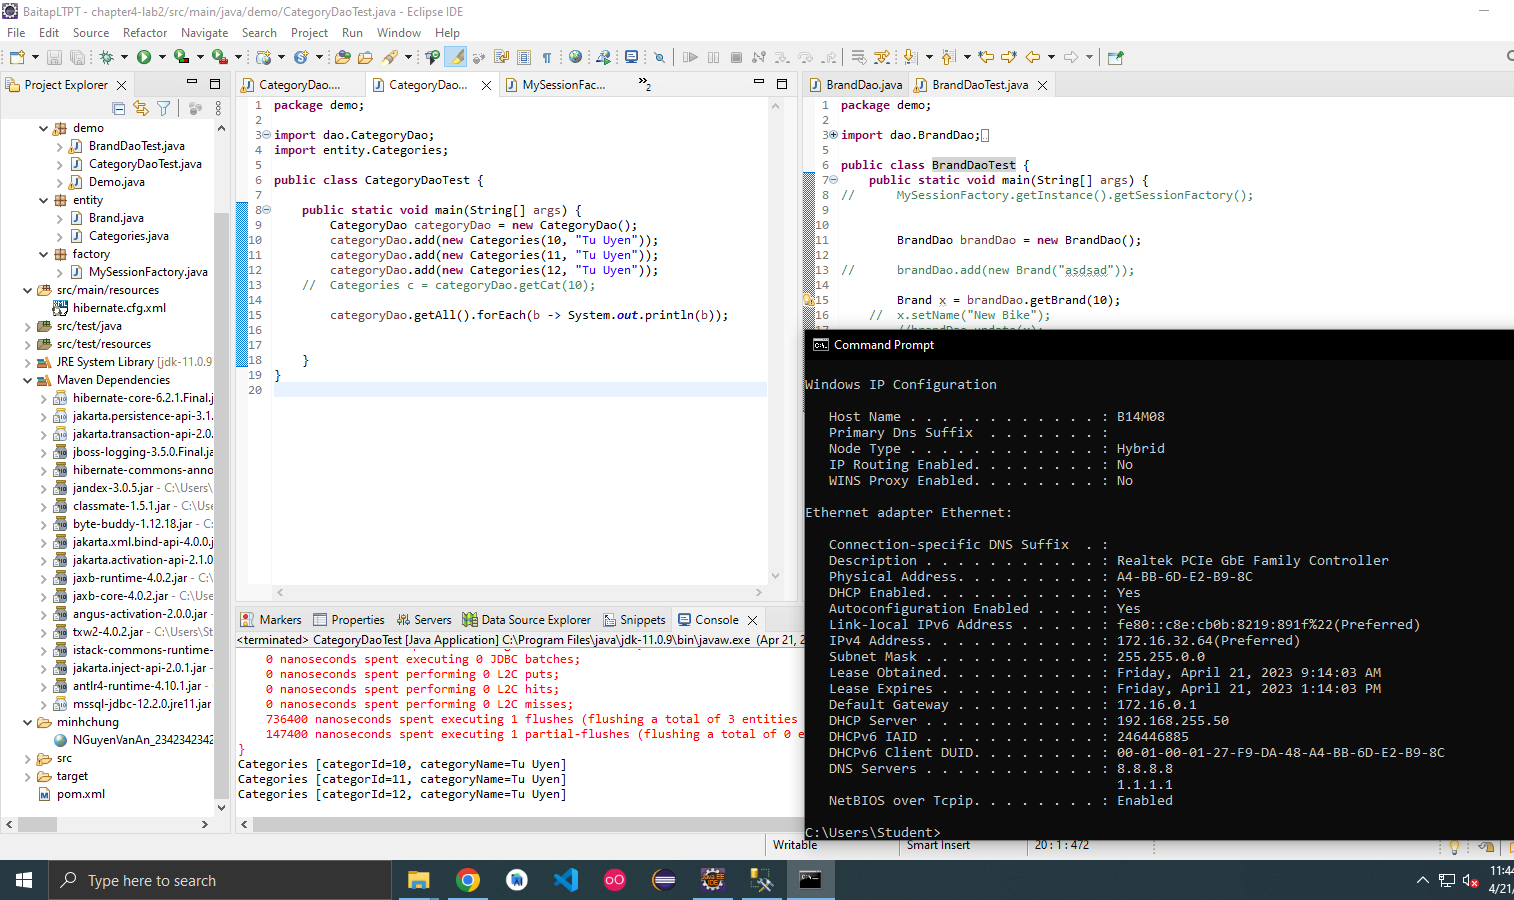 BaitapLTPT - chapter4-lab2/src/main/java/demo/CategoryDaoTest.java - Eclipse IDE
File Edit Source Refactor Navigate Search Project Run Window Help
Project Explorer
demo
BrandDaoTest.java
CategoryDaoTest.java
Demo.java
entity
Brand.java
Categories.java
factory
MySessionFactory.java
src/main/resources
hibernate.cfg.xml
src/test/java
src/test/resources
JRE System Library [jdk-11.0.9
Maven Dependencies
hibernate-core-6.2.1.Final.j
jakarta.persistence-api-3.1.
jakarta.transaction-api-2.0.
jboss-logging-3.5.0.Final.ja
hibernate-commons-anno
jandex-3.0.5.jar - C:\Users\
classmate-1.5.1.jar - C:\Use
byte-buddy-1.12.18.jar - C:
jakarta.xml.bind-api-4.0.0.j
jakarta.activation-api-2.1.0
jaxb-runtime-4.0.2.jar - C:\
jaxb-core-4.0.2.jar - C:\Use
angus-activation-2.0.0.jar -
txw2-4.0.2.jar - C:\Users\St
istack-commons-runtime-
jakarta.inject-api-2.0.1.jar -
antlr4-runtime-4.10.1.jar -
mssql-jdbc-12.2.0.jre11.jar
minhchung
NGuyenVanAn_2342342342
src
target
pom.xml
CategoryDao.... CategoryDao... MySessionFac... »2
1 package demo;
2
3 import dao.CategoryDao;
4 import entity.Categories;
5
6 public class CategoryDaoTest {
7
8 public static void main(String[] args) {
9 CategoryDao categoryDao = new CategoryDao();
10 categoryDao.add(new Categories(10, "Tu Uyen"));
11 categoryDao.add(new Categories(11, "Tu Uyen"));
12 categoryDao.add(new Categories(12, "Tu Uyen"));
13 // Categories c = categoryDao.getCat(10);
14
15 categoryDao.getAll().forEach(b -> System.out.println(b));
16
17
18 }
19 }
20
BrandDao.java BrandDaoTest.java
1 package demo;
2
3 import dao.BrandDao;
5
6 public class BrandDaoTest {
7 public static void main(String[] args) {
8 // MySessionFactory.getInstance().getSessionFactory();
9
10
11 BrandDao brandDao = new BrandDao();
12
13 // brandDao.add(new Brand("asdsad"));
14
15 Brand x = brandDao.getBrand(10);
16 // x.setName("New Bike");
Markers Properties Servers Data Source Explorer Snippets Console
<terminated> CategoryDaoTest [Java Application] C:\Program Files\java\jdk-11.0.9\bin\javaw.exe (Apr 21, 2
0 nanoseconds spent executing 0 JDBC batches;
0 nanoseconds spent performing 0 L2C puts;
0 nanoseconds spent performing 0 L2C hits;
0 nanoseconds spent performing 0 L2C misses;
736400 nanoseconds spent executing 1 flushes (flushing a total of 3 entities
147400 nanoseconds spent executing 1 partial-flushes (flushing a total of 0 e
}
Categories [categorId=10, categoryName=Tu Uyen]
Categories [categorId=11, categoryName=Tu Uyen]
Categories [categorId=12, categoryName=Tu Uyen]
Command Prompt
Windows IP Configuration
Host Name . . . . . . . . . . . . : B14M08
Primary Dns Suffix . . . . . . . :
Node Type . . . . . . . . . . . . : Hybrid
IP Routing Enabled. . . . . . . . : No
WINS Proxy Enabled. . . . . . . . : No
Ethernet adapter Ethernet:
Connection-specific DNS Suffix . :
Description . . . . . . . . . . . : Realtek PCIe GbE Family Controller
Physical Address. . . . . . . . . : A4-BB-6D-E2-B9-8C
DHCP Enabled. . . . . . . . . . . : Yes
Autoconfiguration Enabled . . . . : Yes
Link-local IPv6 Address . . . . . : fe80::c8e:cb0b:8219:891f%22(Preferred)
IPv4 Address. . . . . . . . . . . : 172.16.32.64(Preferred)
Subnet Mask . . . . . . . . . . . : 255.255.0.0
Lease Obtained. . . . . . . . . . : Friday, April 21, 2023 9:14:03 AM
Lease Expires . . . . . . . . . . : Friday, April 21, 2023 1:14:03 PM
Default Gateway . . . . . . . . . : 172.16.0.1
DHCP Server . . . . . . . . . . . : 192.168.255.50
DHCPv6 IAID . . . . . . . . . . . : 246446885
DHCPv6 Client DUID. . . . . . . . : 00-01-00-01-27-F9-DA-48-A4-BB-6D-E2-B9-8C
DNS Servers . . . . . . . . . . . : 8.8.8.8
1.1.1.1
NetBIOS over Tcpip. . . . . . . . : Enabled
C:\Users\Student>
Writable Smart Insert 20 : 1 : 472
Type here to search
11:44
4/21/